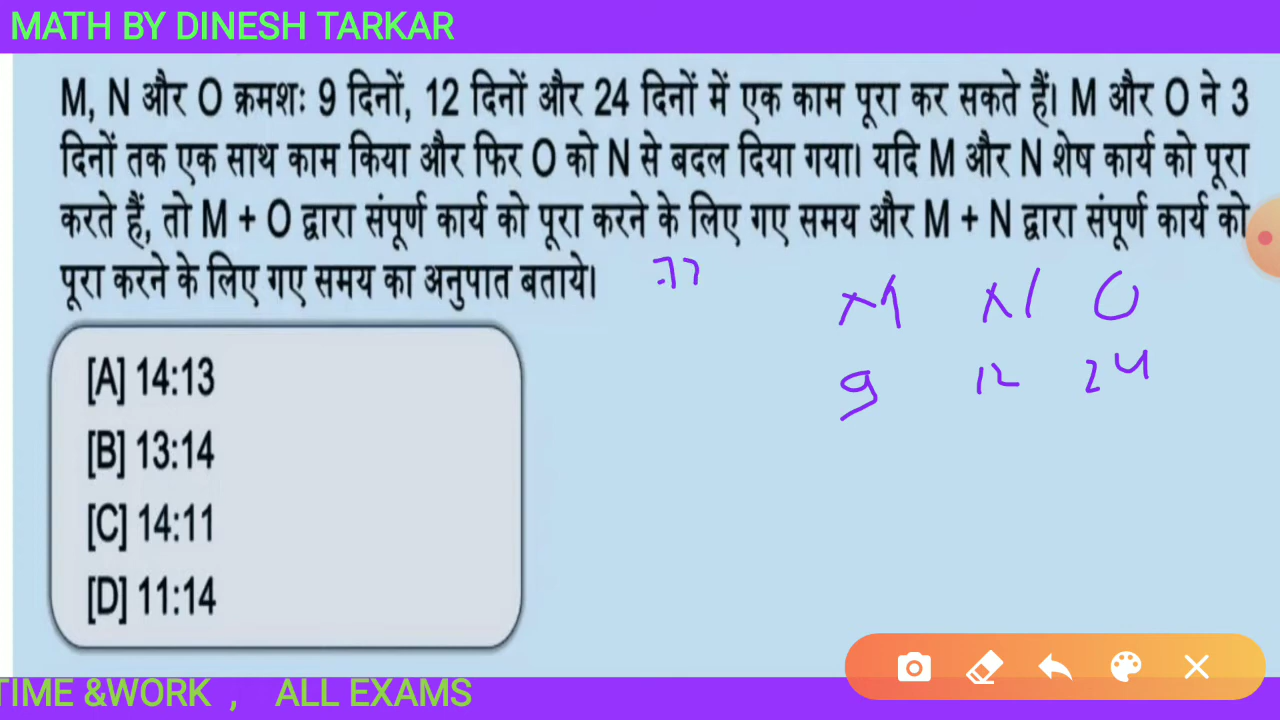 MATH BY DINESH TARKAR
M, N और O क्रमशः 9 दिनों, 12 दिनों और 24 दिनों में एक काम पूरा कर सकते हैं। M और O ने 3
दिनों तक एक साथ काम किया और फिर O को N से बदल दिया गया। यदि M और N शेष कार्य को पूरा
करते हैं, तो M + O द्वारा संपूर्ण कार्य को पूरा करने के लिए गए समय और M + N द्वारा संपूर्ण कार्य को
पूरा करने के लिए गए समय का अनुपात बताये।
M N O
9 12 24
[A] 14:13
[B] 13:14
[C] 14:11
[D] 11:14
TIME &WORK , ALL EXAMS